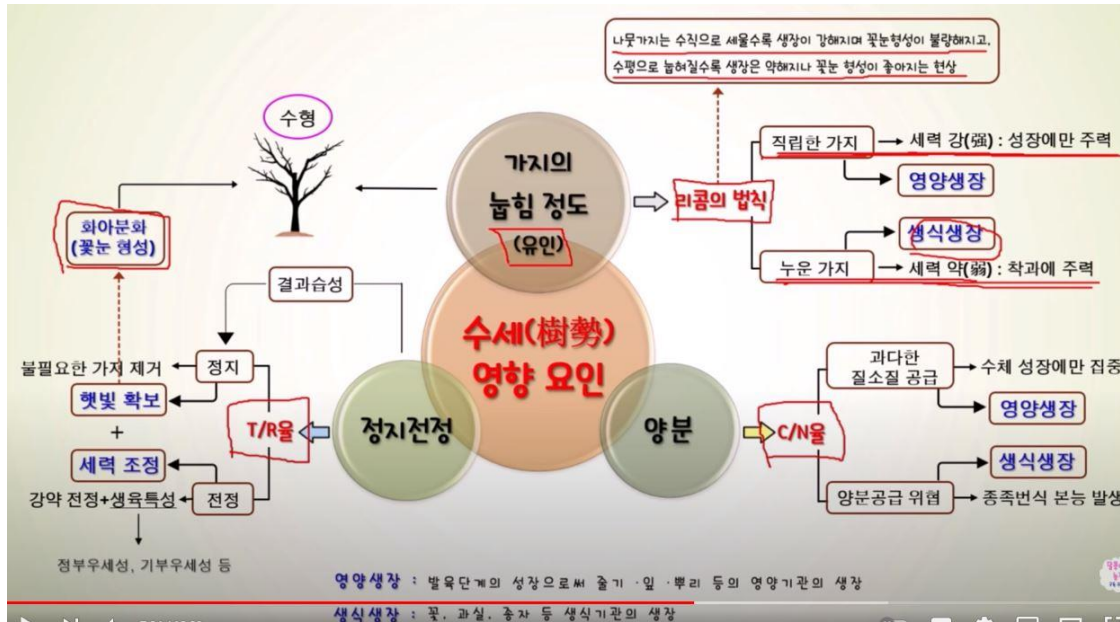 나뭇가지는 수직으로 세울수록 생장이 강해지며 꽃눈형성이 불량해지고,
수평으로 눕혀질수록 생장은 약해지나 꽃눈 형성이 좋아지는 현상
수형
가지의
눕힘 정도
(유인)
리콤의 법칙
직립한 가지
세력 강(強) : 성장에만 주력
영양생장
생식생장
누운 가지
세력 약(弱) : 착과에 주력
화아분화
(꽃눈 형성)
결과습성
수세(樹勢)
영향 요인
불필요한 가지 제거
정지
햇빛 확보
+
세력 조정
강약 전정+생육특성
전정
정부우세성, 기부우세성 등
T/R율
정지전정
양분
C/N율
과다한
질소질 공급
수체 성장에만 집중
영양생장
생식생장
양분공급 위협
종족번식 본능 발생
영양생장 : 발육단계의 성장으로써 줄기 ·잎 ·뿌리 등의 영양기관의 생장
생식생장 : 꽃, 과실, 종자 등 생식기관의 생장